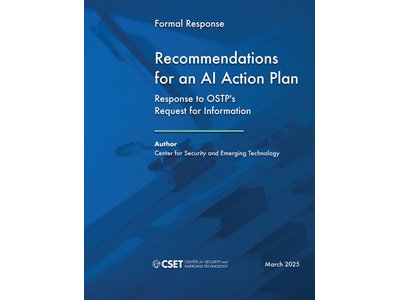 Formal Response
Recommendations
for an AI Action Plan
Response to OSTP's
Request for Information
Author
Center for Security and Emerging Technology
CSET CENTER for SECURITY and
EMERGING TECHNOLOGY
March 2025